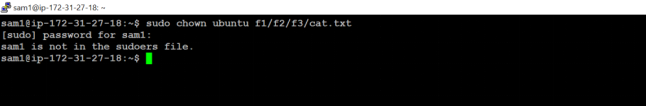 sam1@ip-172-31-27-18: ~
sam1@ip-172-31-27-18:~$ sudo chown ubuntu f1/f2/f3/cat.txt
[sudo] password for sam1:
sam1 is not in the sudoers file.
sam1@ip-172-31-27-18:~$